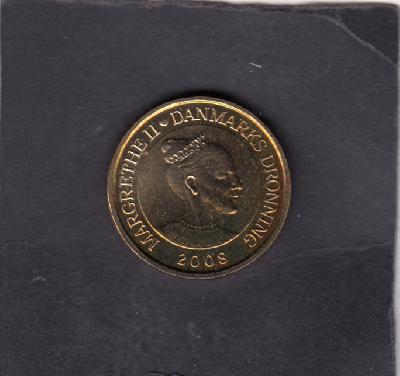 MARGRETHE II ♥ DANMARKS DRONNING
2008